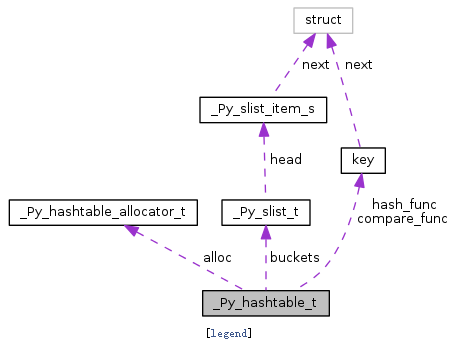 struct
next
next
_Py_slist_item_s
head
key
hash_func
compare_func
_Py_hashtable_allocator_t
_Py_slist_t
alloc
buckets
_Py_hashtable_t
[legend]